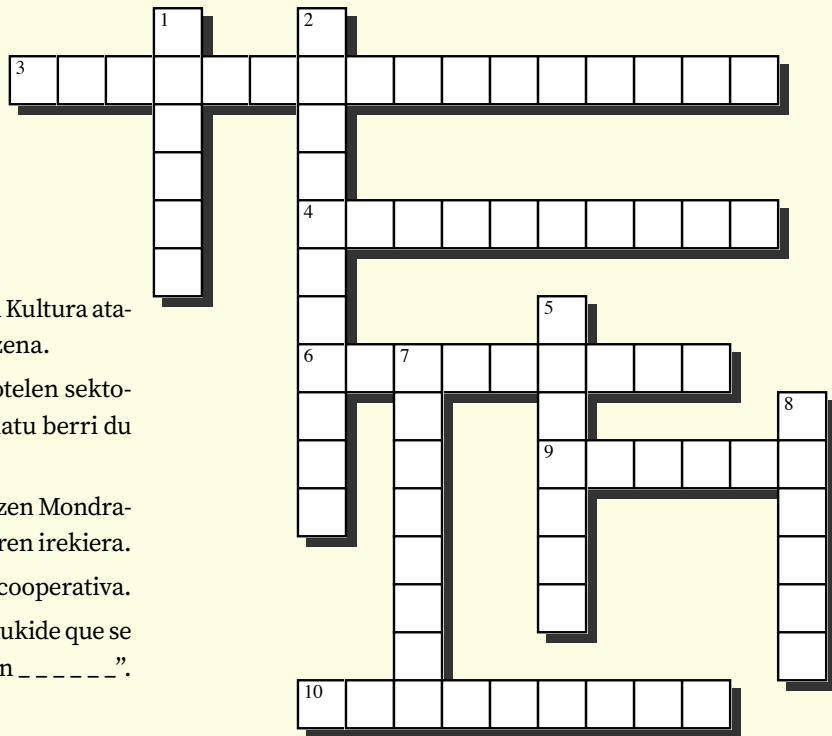 1
2
3
4
Kultura ata-
zena.
5
otelen sekto-
6
7
atu berri du
8
9
zen Mondra-
ren irekiera.
cooperativa.
ukide que se
n _ _ _ _ _ _”.
10